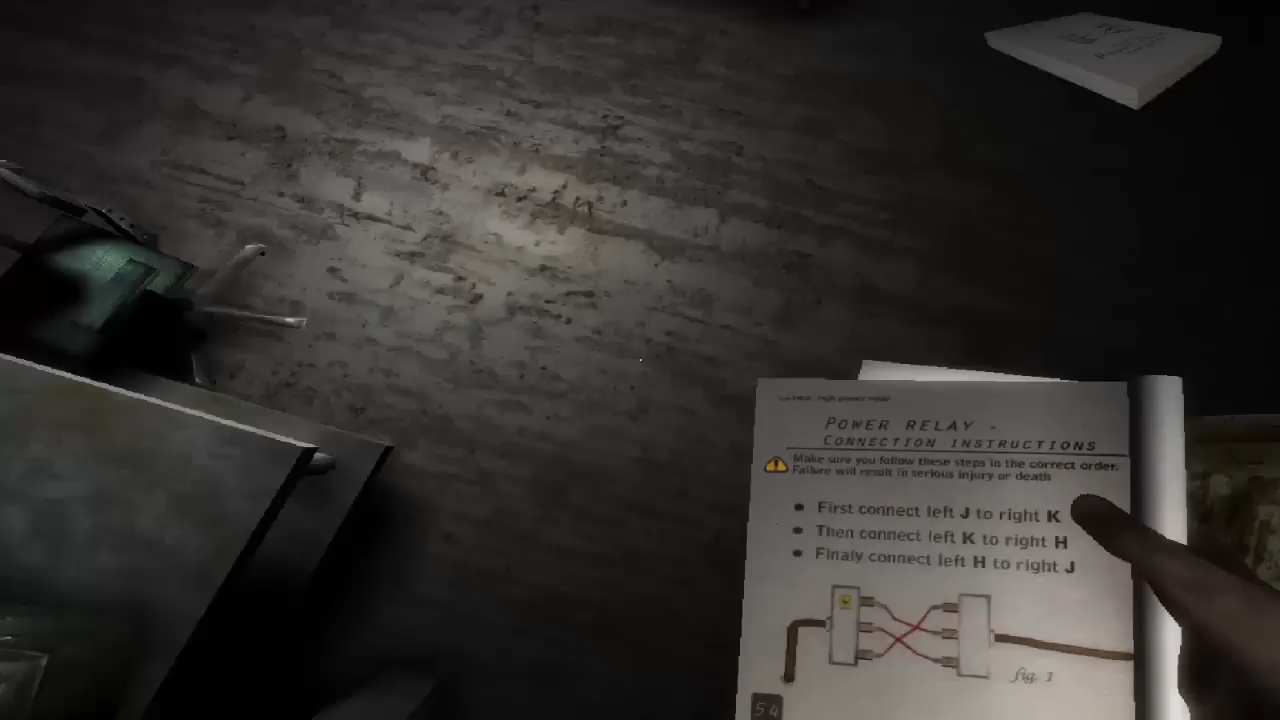 POWER RELAY -
CONNECTION INSTRUCTIONS
Make sure you follow these steps in the correct order.
Failure will result in serious injury or death
First connect left J to right K
Then connect left K to right H
Finaly connect left H to right J
fig. 1
54